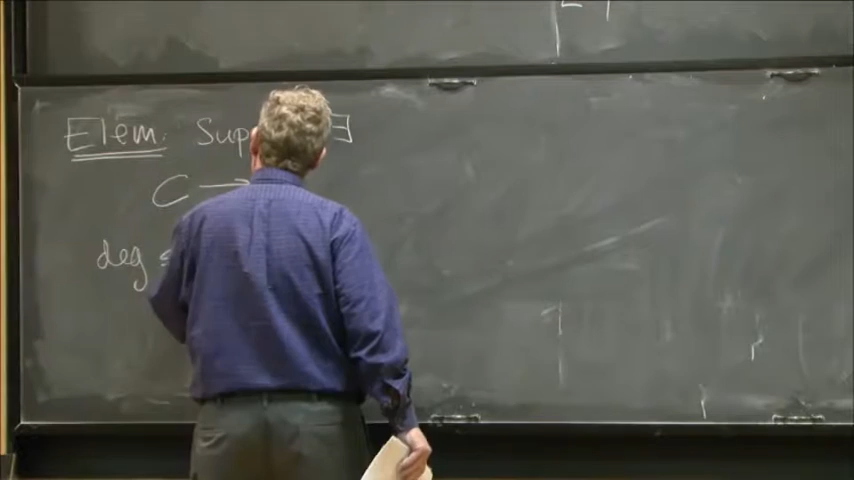 Elem. Sup ∃
C →
deg ≤